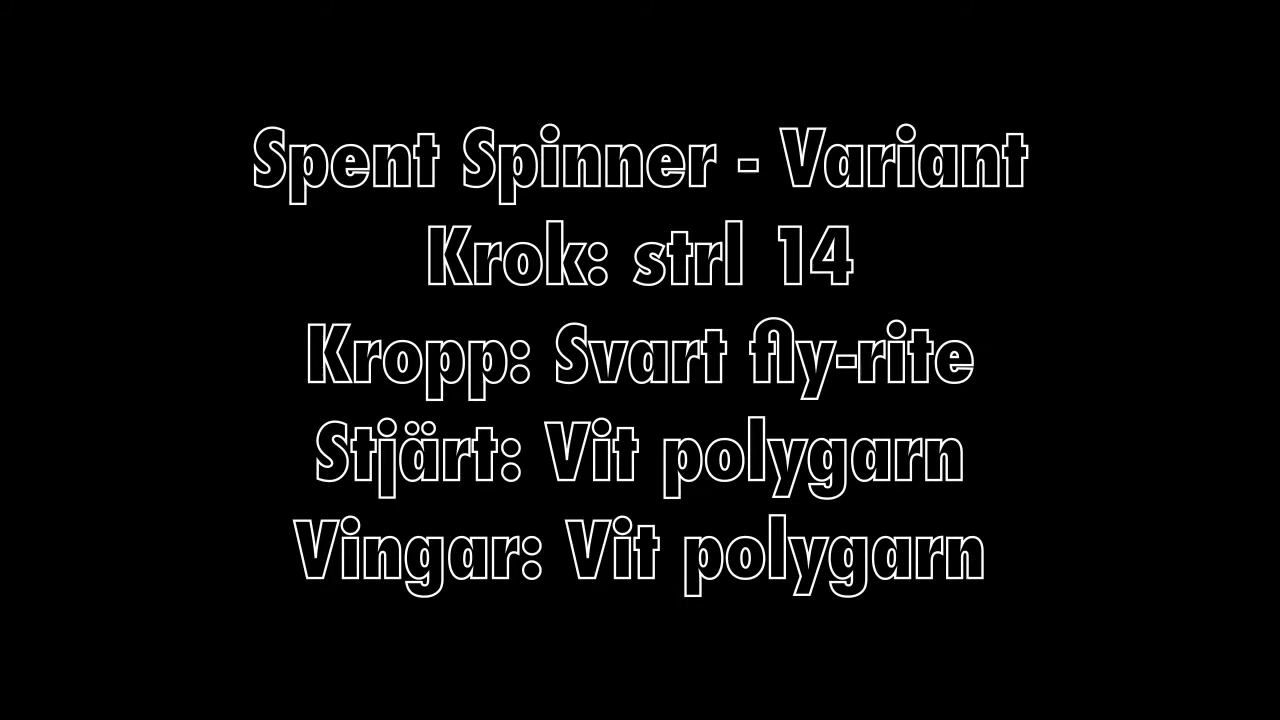 Spent Spinner - Variant
Krok: strl 14
Kropp: Svart fly-rite
Stjärt: Vit polygarn
Vingar: Vit polygarn